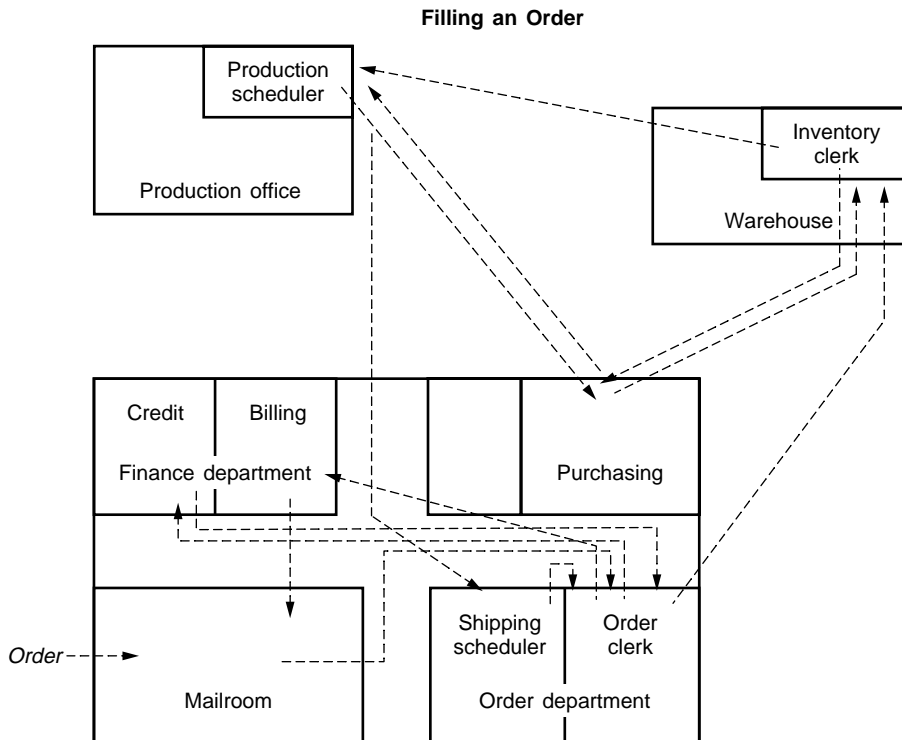 Filling an Order
Production
scheduler
Production office
Inventory
clerk
Warehouse
Credit
Billing
Finance department
Purchasing
Order
Mailroom
Shipping
scheduler
Order
clerk
Order department